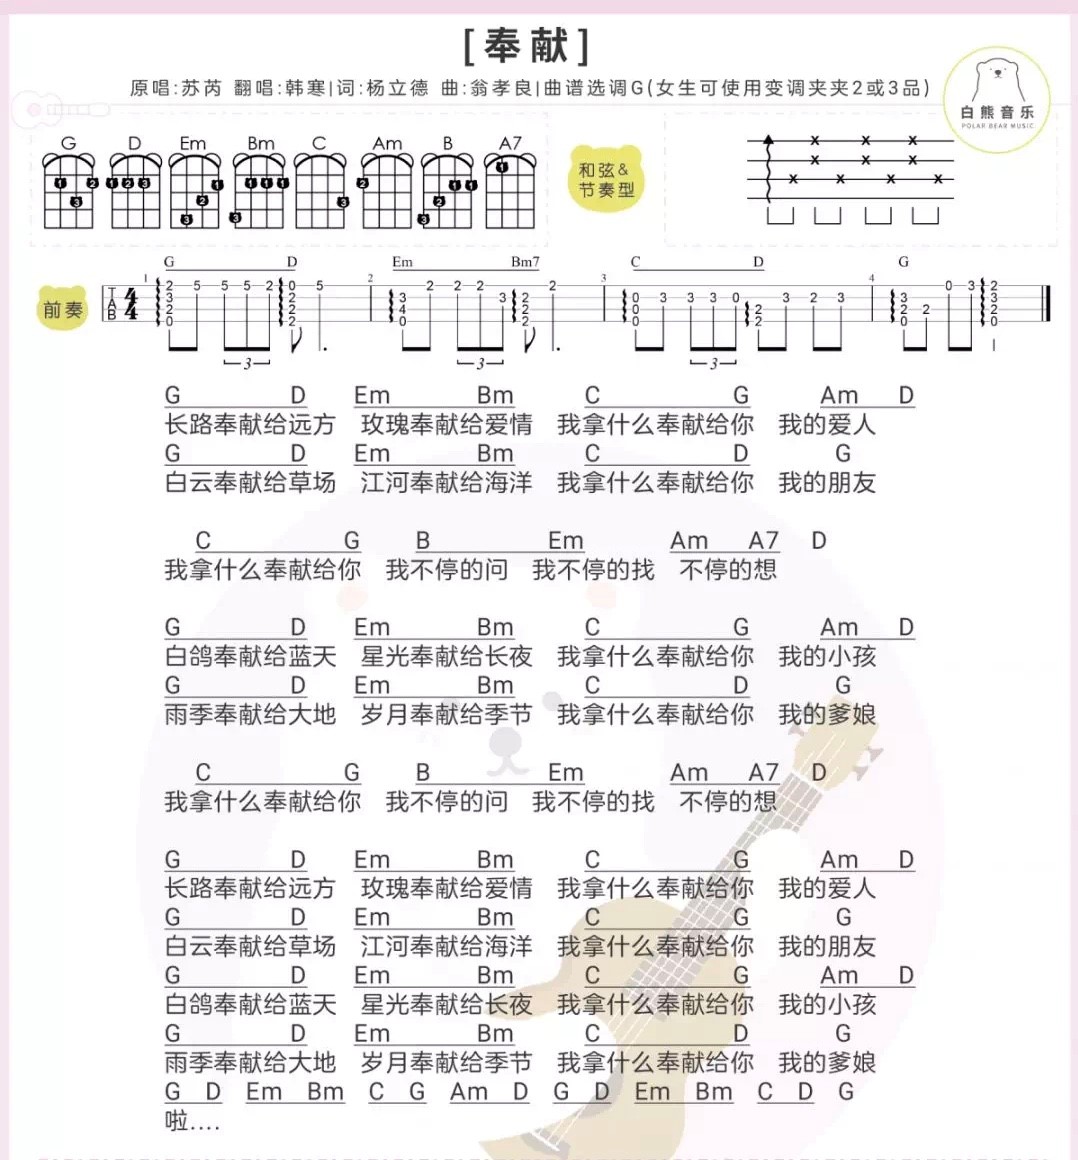 [奉献]
原唱:苏芮 翻唱:韩寒|词:杨立德 曲:翁孝良|曲谱选调G(女生可使用变调夹夹2或3品)
白熊音乐
POLAR BEAR MUSIC
G D Em Bm C Am B A7
和弦&
节奏型
G D Em Bm7 C D G
前奏
G D Em Bm C G Am D
长路奉献给远方 玫瑰奉献给爱情 我拿什么奉献给你 我的爱人
G D Em Bm C D G
白云奉献给草场 江河奉献给海洋 我拿什么奉献给你 我的朋友
C G B Em Am A7 D
我拿什么奉献给你 我不停的问 我不停的找 不停的想
G D Em Bm C G Am D
白鸽奉献给蓝天 星光奉献给长夜 我拿什么奉献给你 我的小孩
G D Em Bm C D G
雨季奉献给大地 岁月奉献给季节 我拿什么奉献给你 我的爹娘
C G B Em Am A7 D
我拿什么奉献给你 我不停的问 我不停的找 不停的想
G D Em Bm C G Am D
长路奉献给远方 玫瑰奉献给爱情 我拿什么奉献给你 我的爱人
G D Em Bm C G G
白云奉献给草场 江河奉献给海洋 我拿什么奉献给你 我的朋友
G D Em Bm C G Am D
白鸽奉献给蓝天 星光奉献给长夜 我拿什么奉献给你 我的小孩
G D Em Bm C D G
雨季奉献给大地 岁月奉献给季节 我拿什么奉献给你 我的爹娘
G D Em Bm C G Am D G D Em Bm C D G
啦....